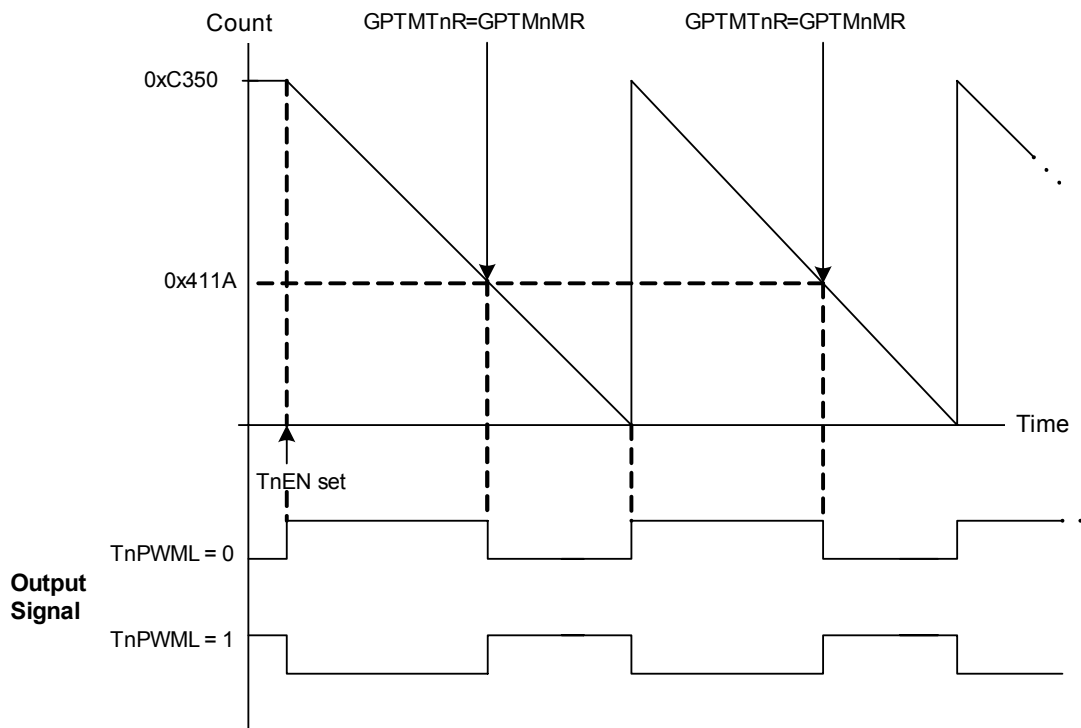 Count
GPTMTnR=GPTMnMR
GPTMTnR=GPTMnMR
0xC350
0x411A
Time
TnEN set
TnPWML = 0
Output
Signal
TnPWML = 1